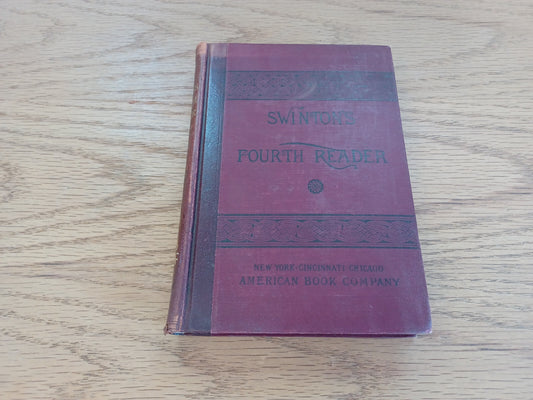 SWINTON'S
FOURTH READER
NEW YORK · CINCINNATI · CHICAGO
AMERICAN BOOK COMPANY